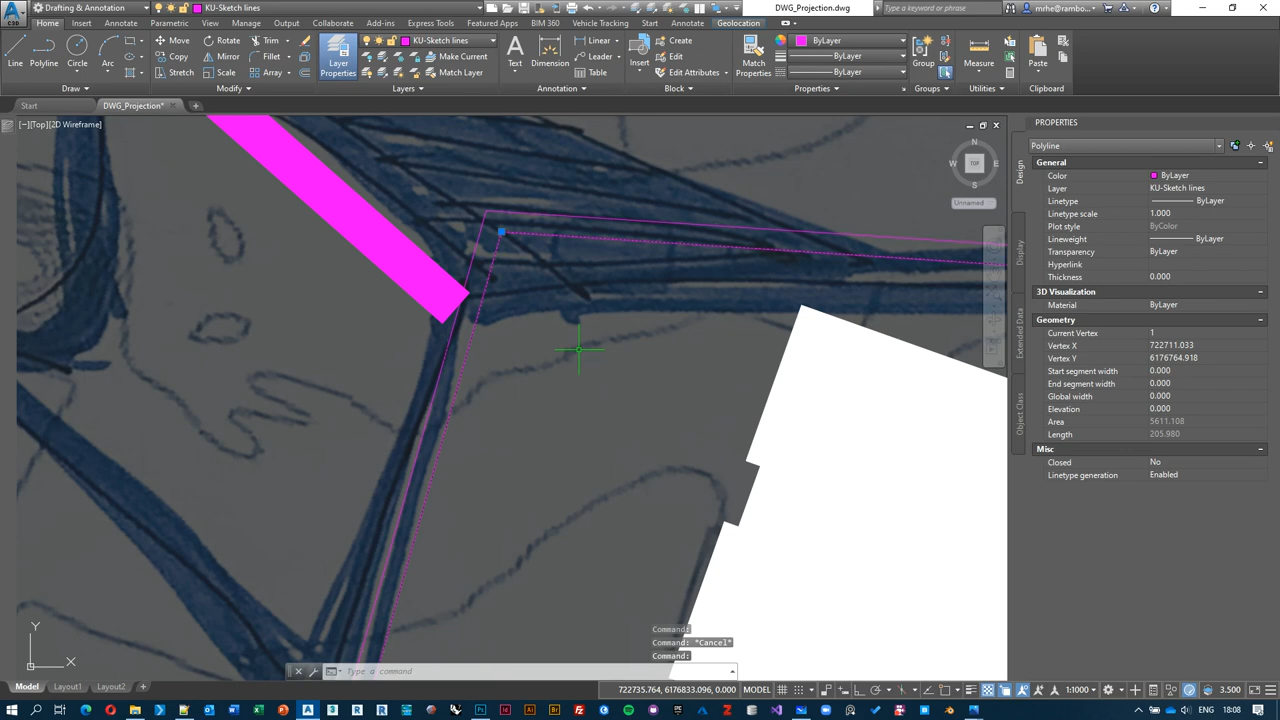 C3D
Drafting & Annotation
KU-Sketch lines
Share
DWG_Projection.dwg
Type a keyword or phrase
mrhe@rambo...
Home
Insert
Annotate
Parametric
View
Manage
Output
Collaborate
Add-ins
Express Tools
Featured Apps
BIM 360
Vehicle Tracking
Start
Annotate
Geolocation
Line
Polyline
Circle
Arc
Move
Rotate
Trim
Copy
Mirror
Fillet
Stretch
Scale
Array
Layer
Properties
KU-Sketch lines
Make Current
Match Layer
Text
Dimension
Linear
Leader
Table
Insert
Create
Edit
Edit Attributes
Match
Properties
ByLayer
ByLayer
ByLayer
Group
Measure
Paste
Draw
Modify
Layers
Annotation
Block
Properties
Groups
Utilities
Clipboard
Start
DWG_Projection*
[−][Top][2D Wireframe]
N
W
TOP
E
S
Unnamed
PROPERTIES
Polyline
Design
Display
Extended Data
Object Class
General
Color ByLayer
Layer KU-Sketch lines
Linetype ByLayer
Linetype scale 1.000
Plot style ByColor
Lineweight ByLayer
Transparency ByLayer
Hyperlink
Thickness 0.000
3D Visualization
Material ByLayer
Geometry
Current Vertex 1
Vertex X 722711.033
Vertex Y 6176764.918
Start segment width 0.000
End segment width 0.000
Global width 0.000
Elevation 0.000
Area 5611.108
Length 205.980
Misc
Closed No
Linetype generation Enabled
Y
X
Command:
Command: *Cancel*
Command:
Type a command
Model
Layout1
Layout2
722735.764, 6176833.096, 0.000
MODEL
1:1000
3.500
ENG
18:08